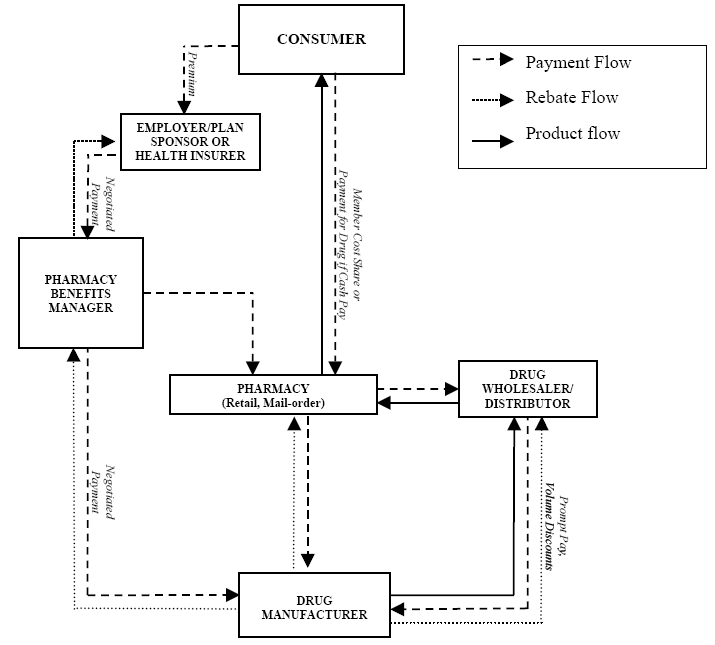 CONSUMER
Payment Flow
Rebate Flow
Product flow
Premium
EMPLOYER/PLAN
SPONSOR OR
HEALTH INSURER
Negotiated
Payment
Member Cost Share or
Payment for Drug if Cash Pay
PHARMACY
BENEFITS
MANAGER
PHARMACY
(Retail, Mail-order)
DRUG
WHOLESALER/
DISTRIBUTOR
Negotiated
Payment
Prompt Pay,
Volume Discounts
DRUG
MANUFACTURER